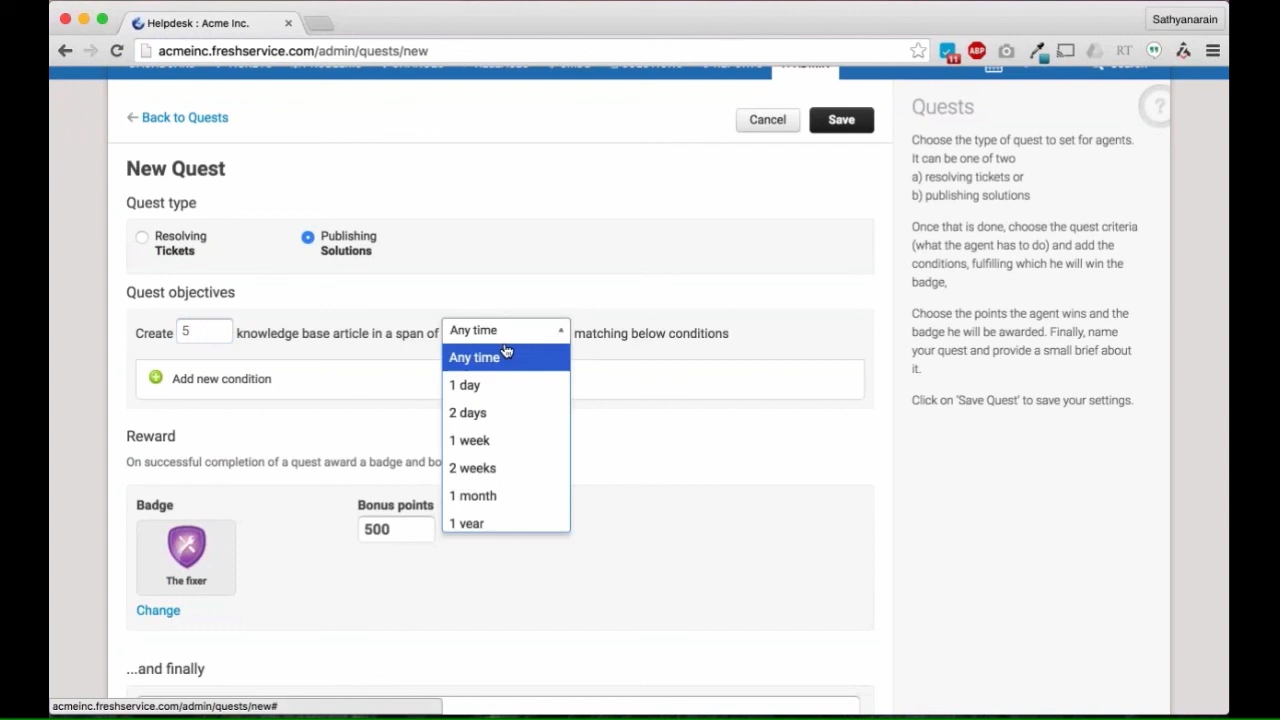 Helpdesk : Acme Inc.
Sathyanarain
acmeinc.freshservice.com/admin/quests/new
11
ABP
RT
Back to Quests
Cancel
Save
New Quest
Quest type
Resolving
Tickets
Publishing
Solutions
Quest objectives
Create 5 knowledge base article in a span of Any time matching below conditions
Any time
Add new condition
1 day
2 days
1 week
2 weeks
1 month
1 year
Reward
On successful completion of a quest award a badge and bo
Badge
Bonus points
500
The fixer
Change
...and finally
acmeinc.freshservice.com/admin/quests/new#
Quests
?
Choose the type of quest to set for agents.
It can be one of two
a) resolving tickets or
b) publishing solutions
Once that is done, choose the quest criteria
(what the agent has to do) and add the
conditions, fulfilling which he will win the
badge,
Choose the points the agent wins and the
badge he will be awarded. Finally, name
your quest and provide a small brief about
it.
Click on 'Save Quest' to save your settings.